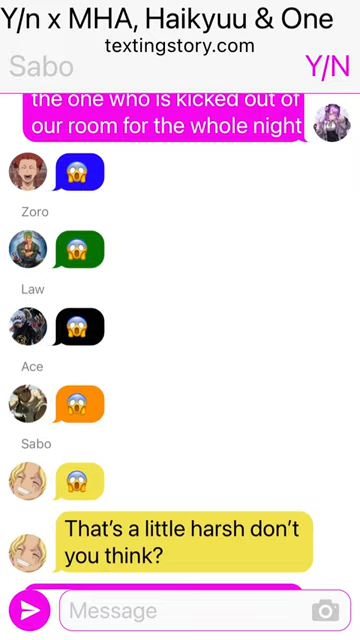 Y/n x MHA, Haikyuu & One
textingstory.com
Sabo
Y/N
the one who is kicked out of
our room for the whole night
😱
Zoro
😱
Law
😱
Ace
😱
Sabo
😱
That's a little harsh don't
you think?
Message